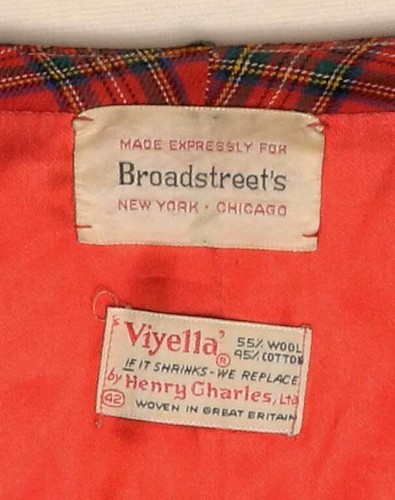 MADE EXPRESSLY FOR
Broadstreet's
NEW YORK · CHICAGO
'Viyella' ® 55% WOOL
45% COTTON
IF IT SHRINKS - WE REPLACE
by Henry Charles, Ltd
42 WOVEN IN GREAT BRITAIN